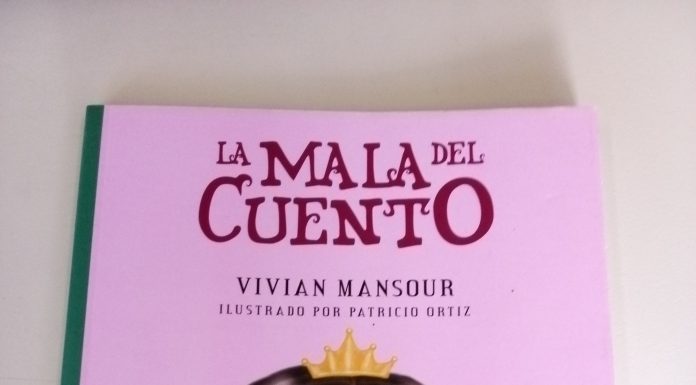 LA MALA DEL
CUENTO
VIVIAN MANSOUR
ILUSTRADO POR PATRICIO ORTIZ